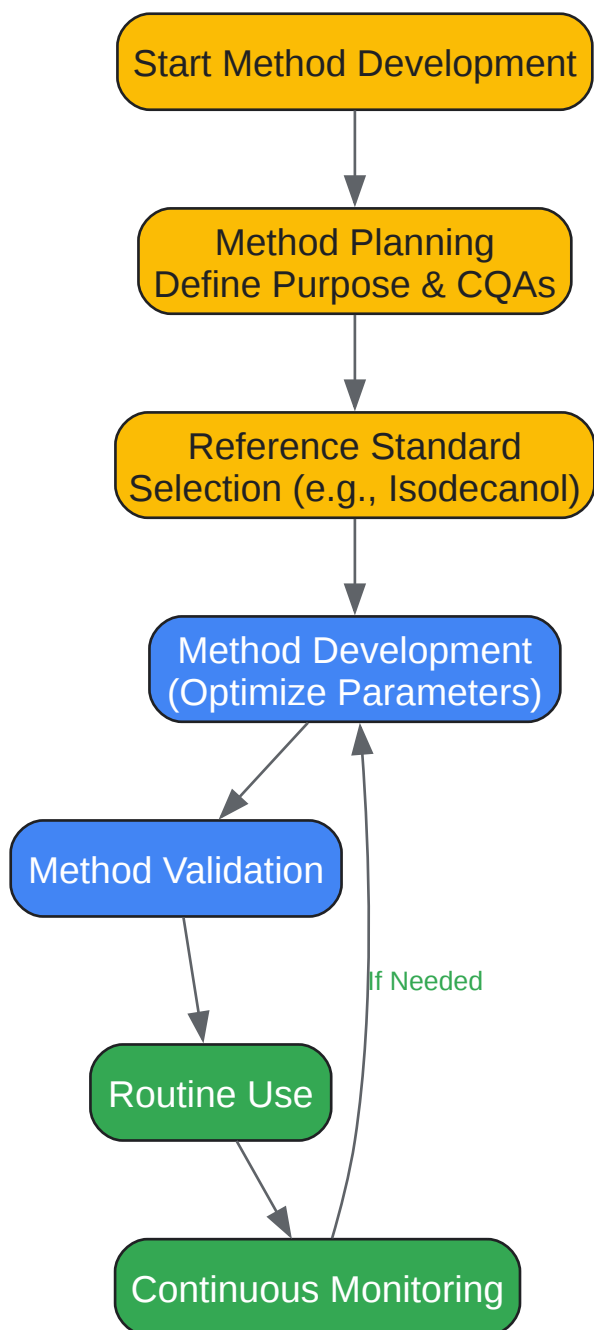 Start Method Development
Method Planning
Define Purpose & CQAs
Reference Standard
Selection (e.g., Isodecanol)
Method Development
(Optimize Parameters)
Method Validation
If Needed
Routine Use
Continuous Monitoring